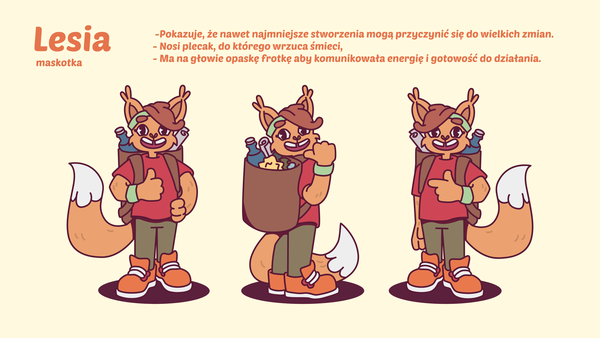 Lesia
maskotka
-Pokazuje, że nawet najmniejsze stworzenia mogą przyczynić się do wielkich zmian.
- Nosi plecak, do którego wrzuca śmieci,
- Ma na głowie opaskę frotkę aby komunikowała energię i gotowość do działania.